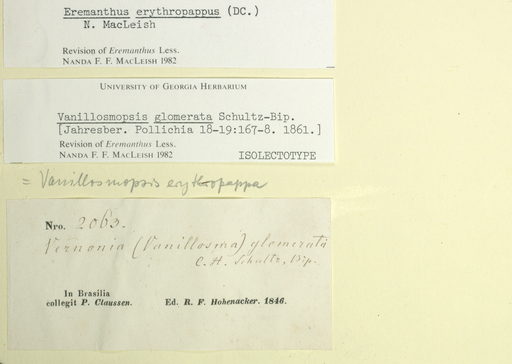 Eremanthus erythropappus (DC.)
N. MacLeish
Revision of Eremanthus Less.
NANDA F. F. MACLEISH 1982
UNIVERSITY OF GEORGIA HERBARIUM
Vanillosmopsis glomerata Schultz-Bip.
[Jahresber. Pollichia 18-19:167-8. 1861.]
Revision of Eremanthus Less.
NANDA F. F. MACLEISH 1982 ISOLECTOTYPE
= Vanillosmopsis erythropappa
Nro. 2063.
Vernonia (Vanillosma) glomerata
C. H. Schultz, Bip.
In Brasilia
collegit P. Claussen. Ed. R. F. Hohenacker. 1846.